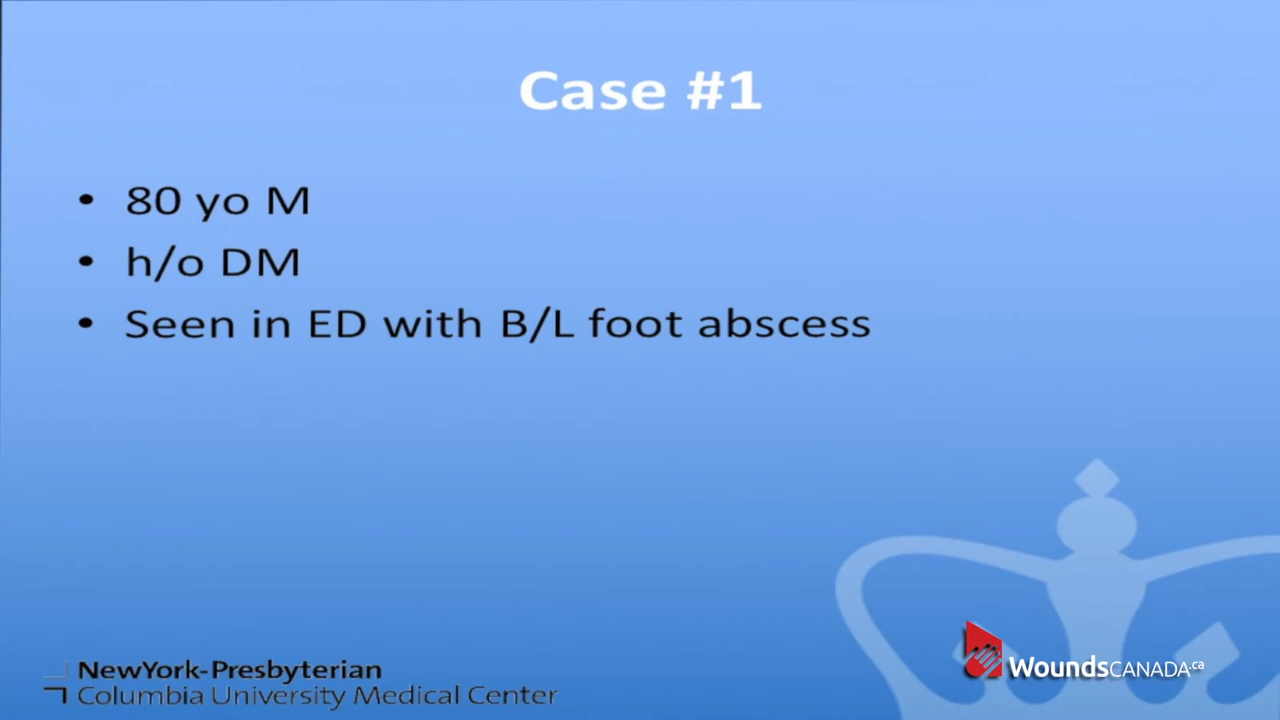 Case #1
• 80 yo M
• h/o DM
• Seen in ED with B/L foot abscess
NewYork-Presbyterian
Columbia University Medical Center
WoundsCANADA.ca